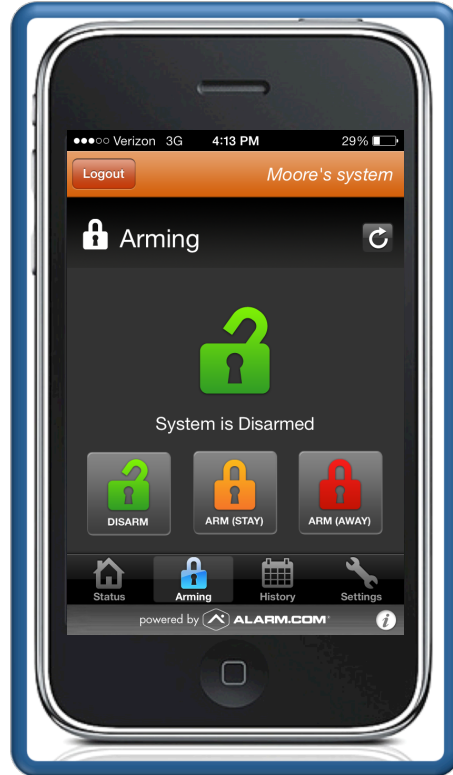 Verizon 3G 4:13 PM 29%
Logout Moore's system
Arming
System is Disarmed
DISARM ARM (STAY) ARM (AWAY)
Status Arming History Settings
powered by ALARM.COM i